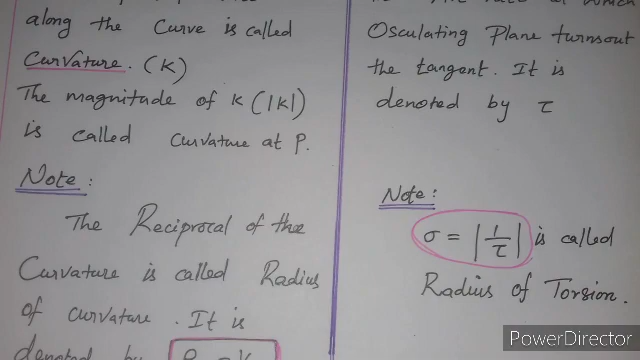 along the Curve is called
Curvature. (K)
The magnitude of K (|K|)
is called curvature at P.
Note:
The Reciprocal of the
Curvature is called Radius
of curvature. It is
denoted by
Osculating Plane turnsout
the tangent. It is
denoted by τ
Note:
σ = |1/τ| is called
Radius of Torsion.
PowerDirector